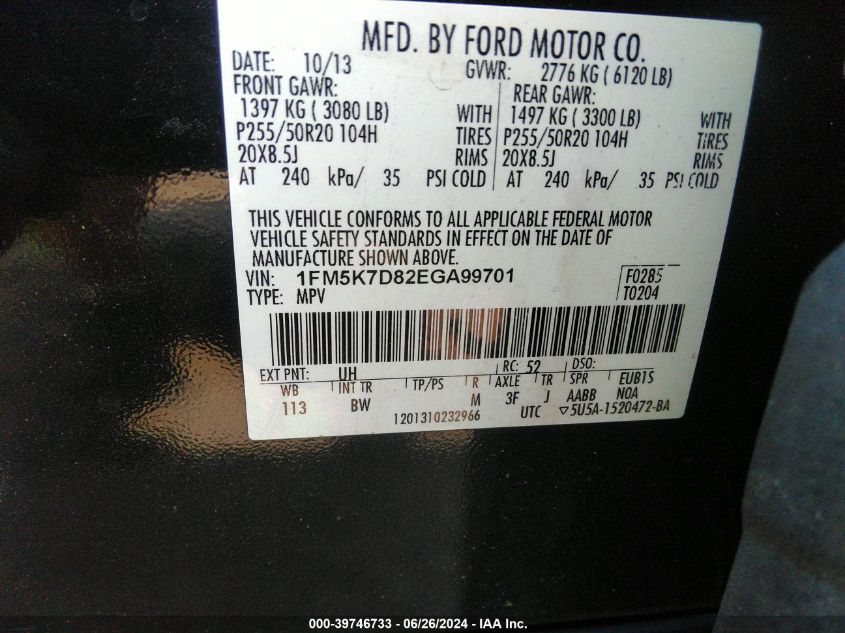 MFD. BY FORD MOTOR CO.
DATE: 10/13 GVWR: 2776 KG ( 6120 LB)
FRONT GAWR: REAR GAWR:
1397 KG ( 3080 LB) WITH 1497 KG ( 3300 LB) WITH
P255/50R20 104H TIRES P255/50R20 104H TIRES
20X8.5J RIMS 20X8.5J RIMS
AT 240 kPa/ 35 PSI COLD AT 240 kPa/ 35 PSI COLD
THIS VEHICLE CONFORMS TO ALL APPLICABLE FEDERAL MOTOR
VEHICLE SAFETY STANDARDS IN EFFECT ON THE DATE OF
MANUFACTURE SHOWN ABOVE.
VIN: 1FM5K7D82EGA99701 F0285
TYPE: MPV T0204
EXT PNT: UH RC: 52 DSO:
WB INT TR TP/PS R AXLE TR SPR EUB1S
113 BW M 3F J AABB NOA
1201310232966 UTC ▽5U5A-1520472-BA
000-39746733 - 06/26/2024 - IAA Inc.